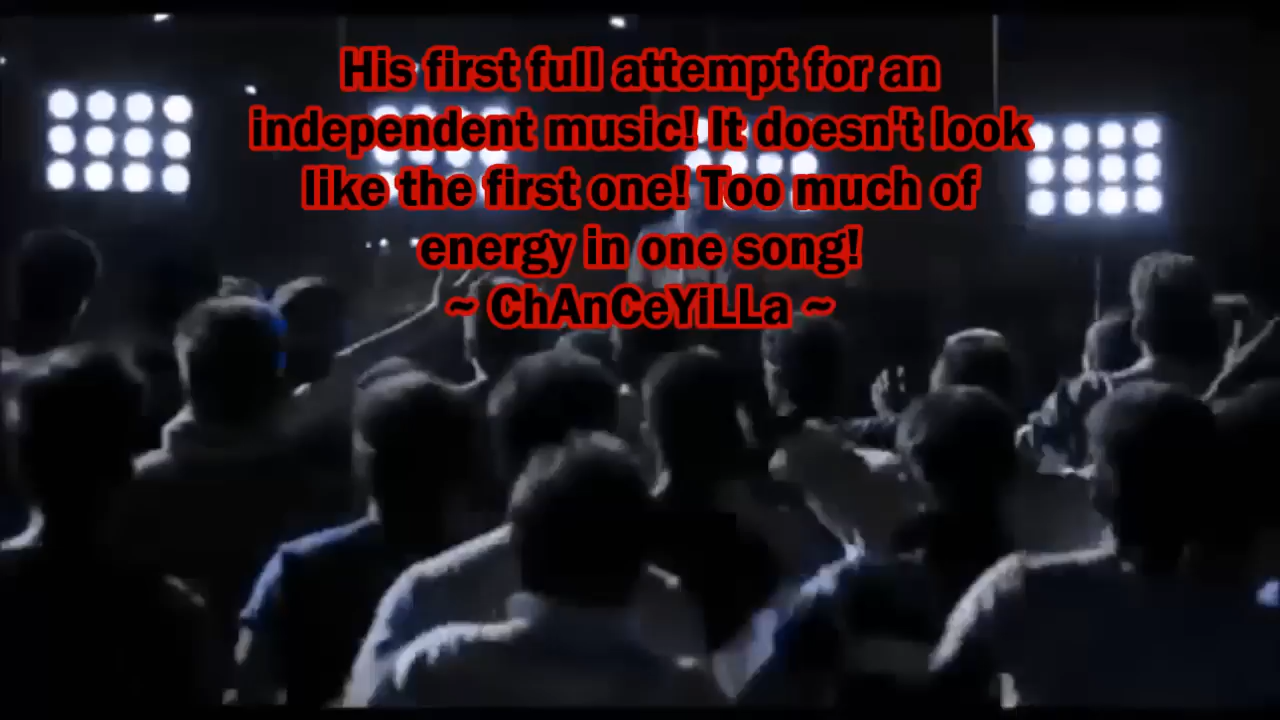 His first full attempt for an
independent music! It doesn't look
like the first one! Too much of
energy in one song!
~ ChAnCeYiLLa ~